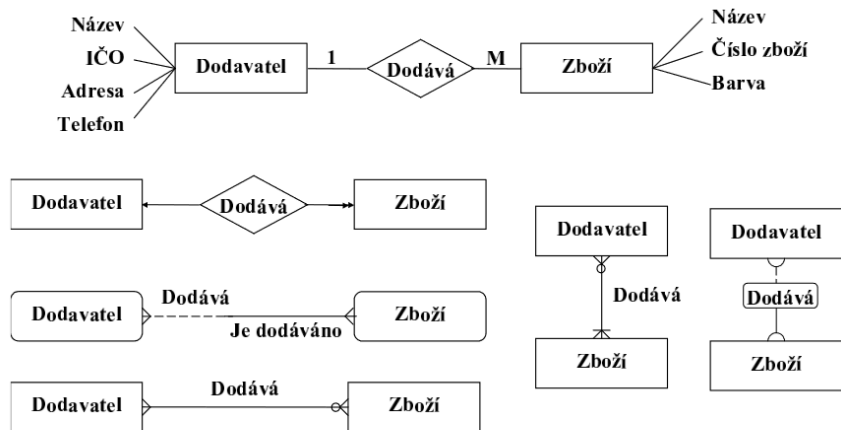 Název
IČO
Adresa
Telefon
Dodavatel
1
Dodává
M
Zboží
Název
Číslo zboží
Barva
Dodavatel
Dodává
Zboží
Dodavatel
Dodává
Je dodáváno
Zboží
Dodavatel
Dodává
Zboží
Dodavatel
Dodává
Zboží
Dodavatel
Dodává
Zboží